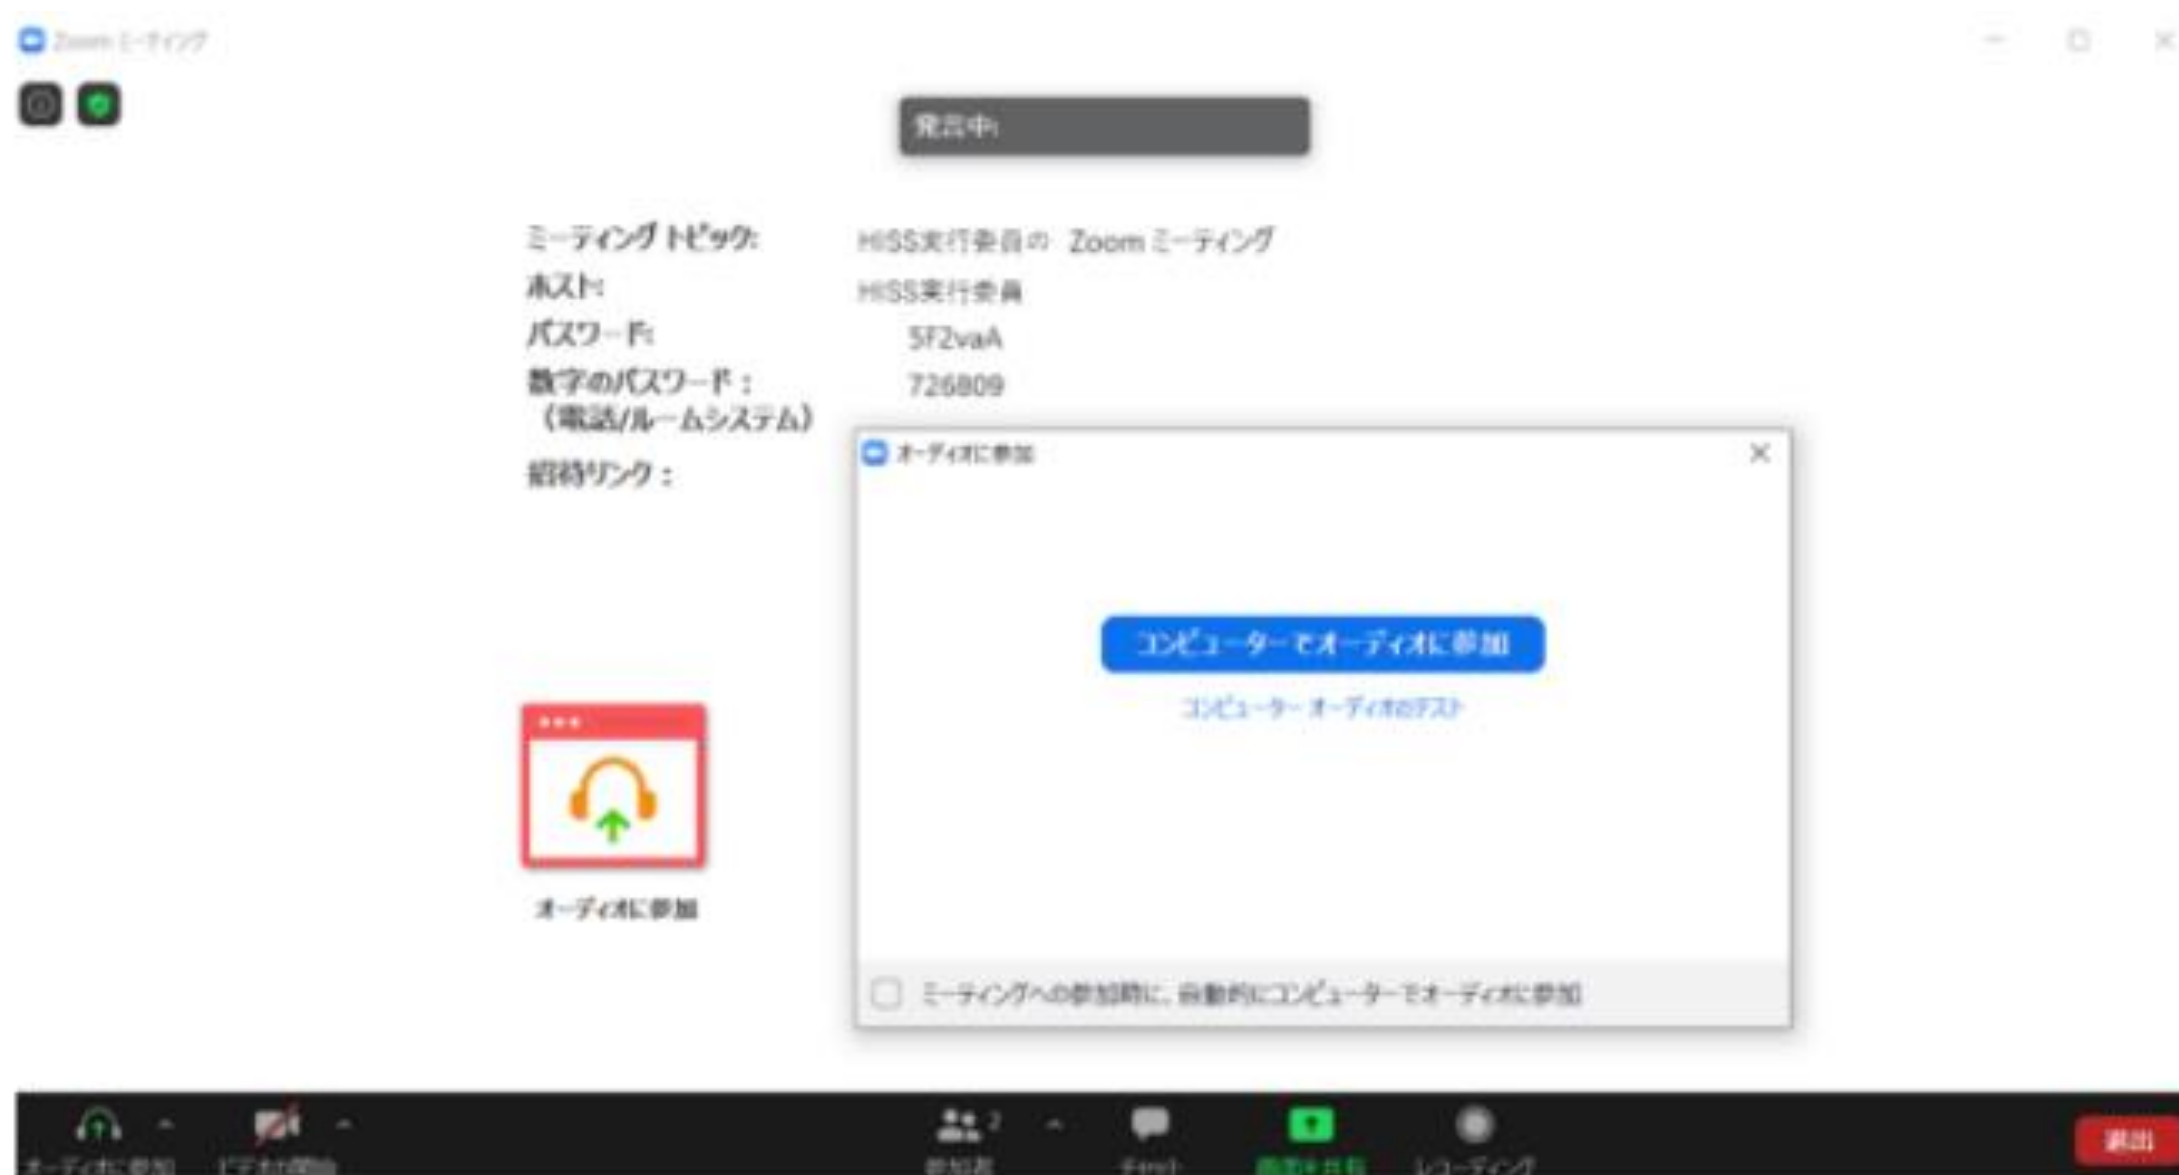 Zoom ミーティング
発言中:
ミーティング トピック: HISS実行委員の Zoom ミーティング
ホスト: HISS実行委員
パスワード: 5F2vaA
数字のパスワード： 726809
（電話/ルームシステム）
招待リンク：
オーディオに参加
コンピューターでオーディオに参加
コンピューター オーディオのテスト
オーディオに参加
ミーティングへの参加時に、自動的にコンピューターでオーディオに参加
2
オーディオに参加 ビデオの開始 参加者 チャット 画面を共有 レコーディング 退出